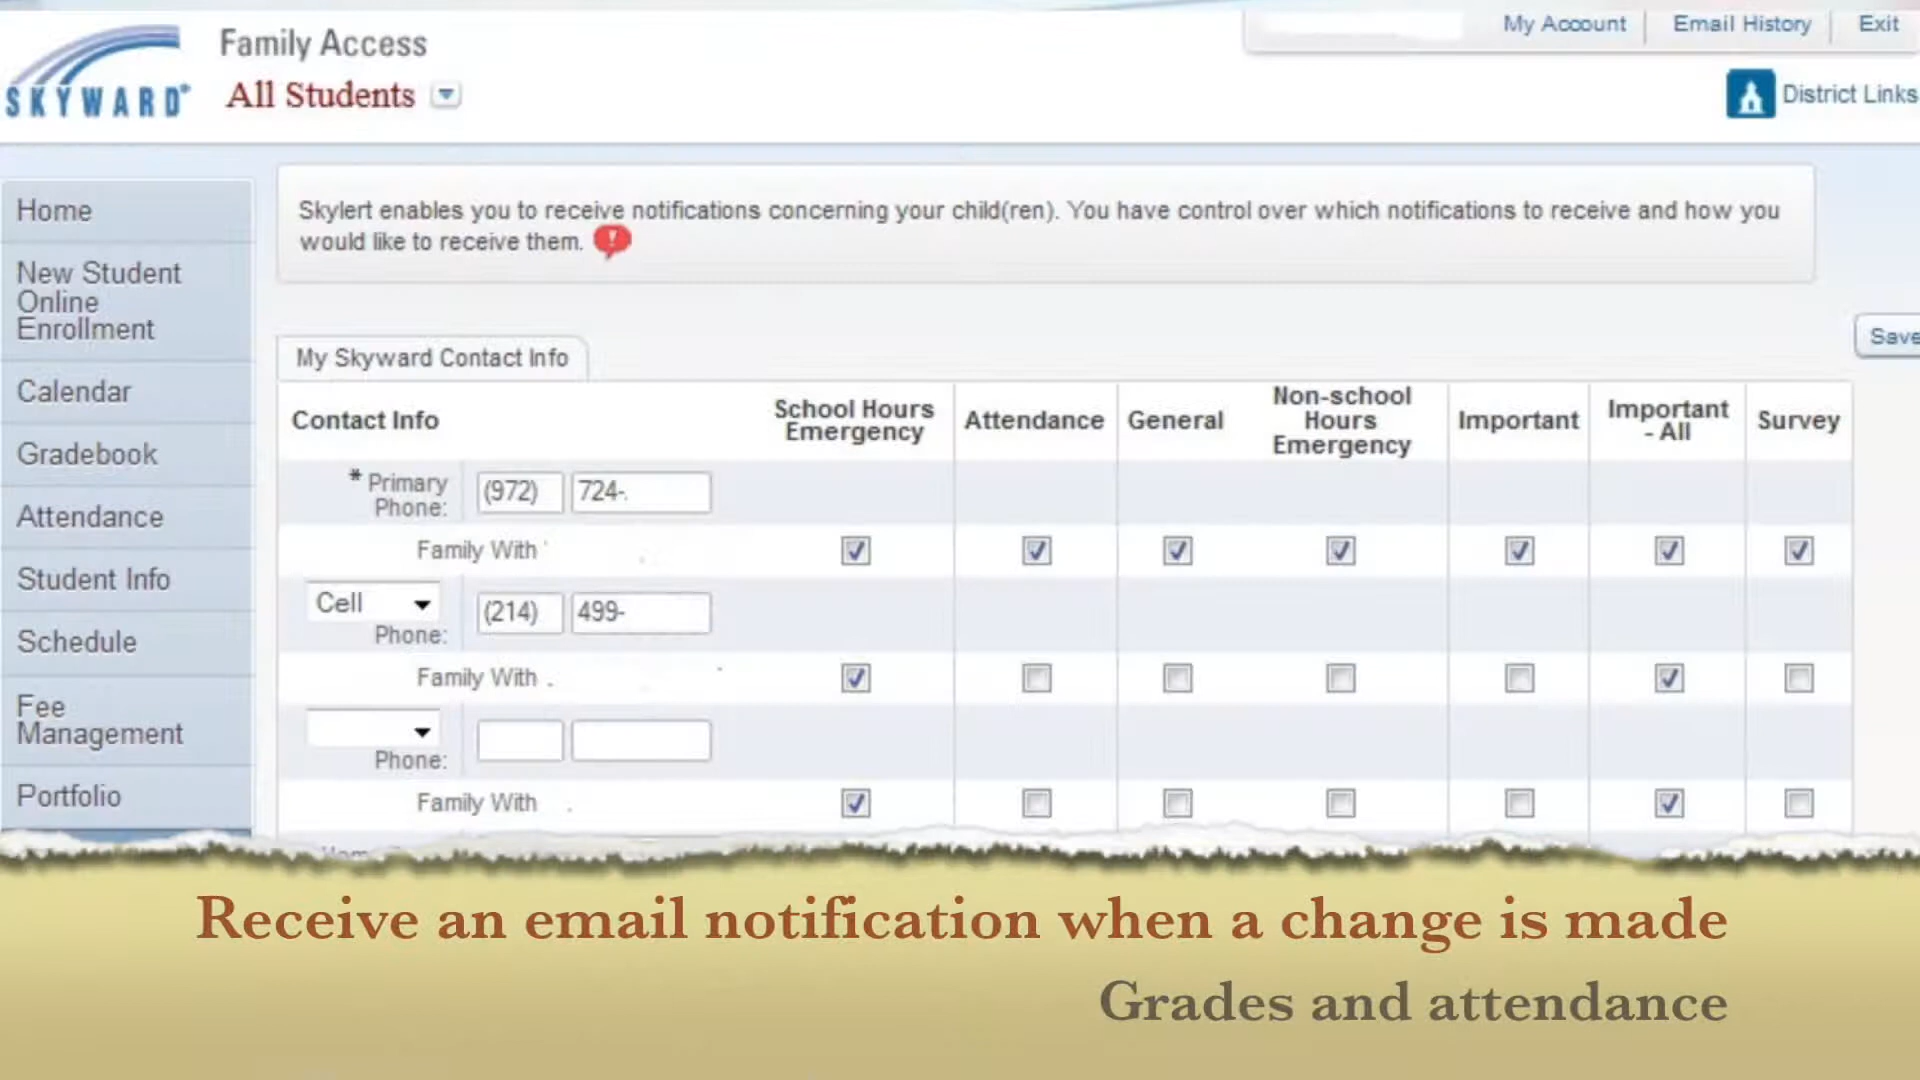 Family Access
My Account
Email History
Exit
SKYWARD
All Students
District Links
Home
New Student
Online
Enrollment
Calendar
Gradebook
Attendance
Student Info
Schedule
Fee
Management
Portfolio
Skylert enables you to receive notifications concerning your child(ren). You have control over which notifications to receive and how you
would like to receive them.
Save
My Skyward Contact Info
Contact Info
School Hours
Emergency
Attendance
General
Non-school
Hours
Emergency
Important
Important
- All
Survey
* Primary
Phone:
(972)
724-
Family With
Cell
Phone:
(214)
499-
Family With
Phone:
Family With
Receive an email notification when a change is made
Grades and attendance